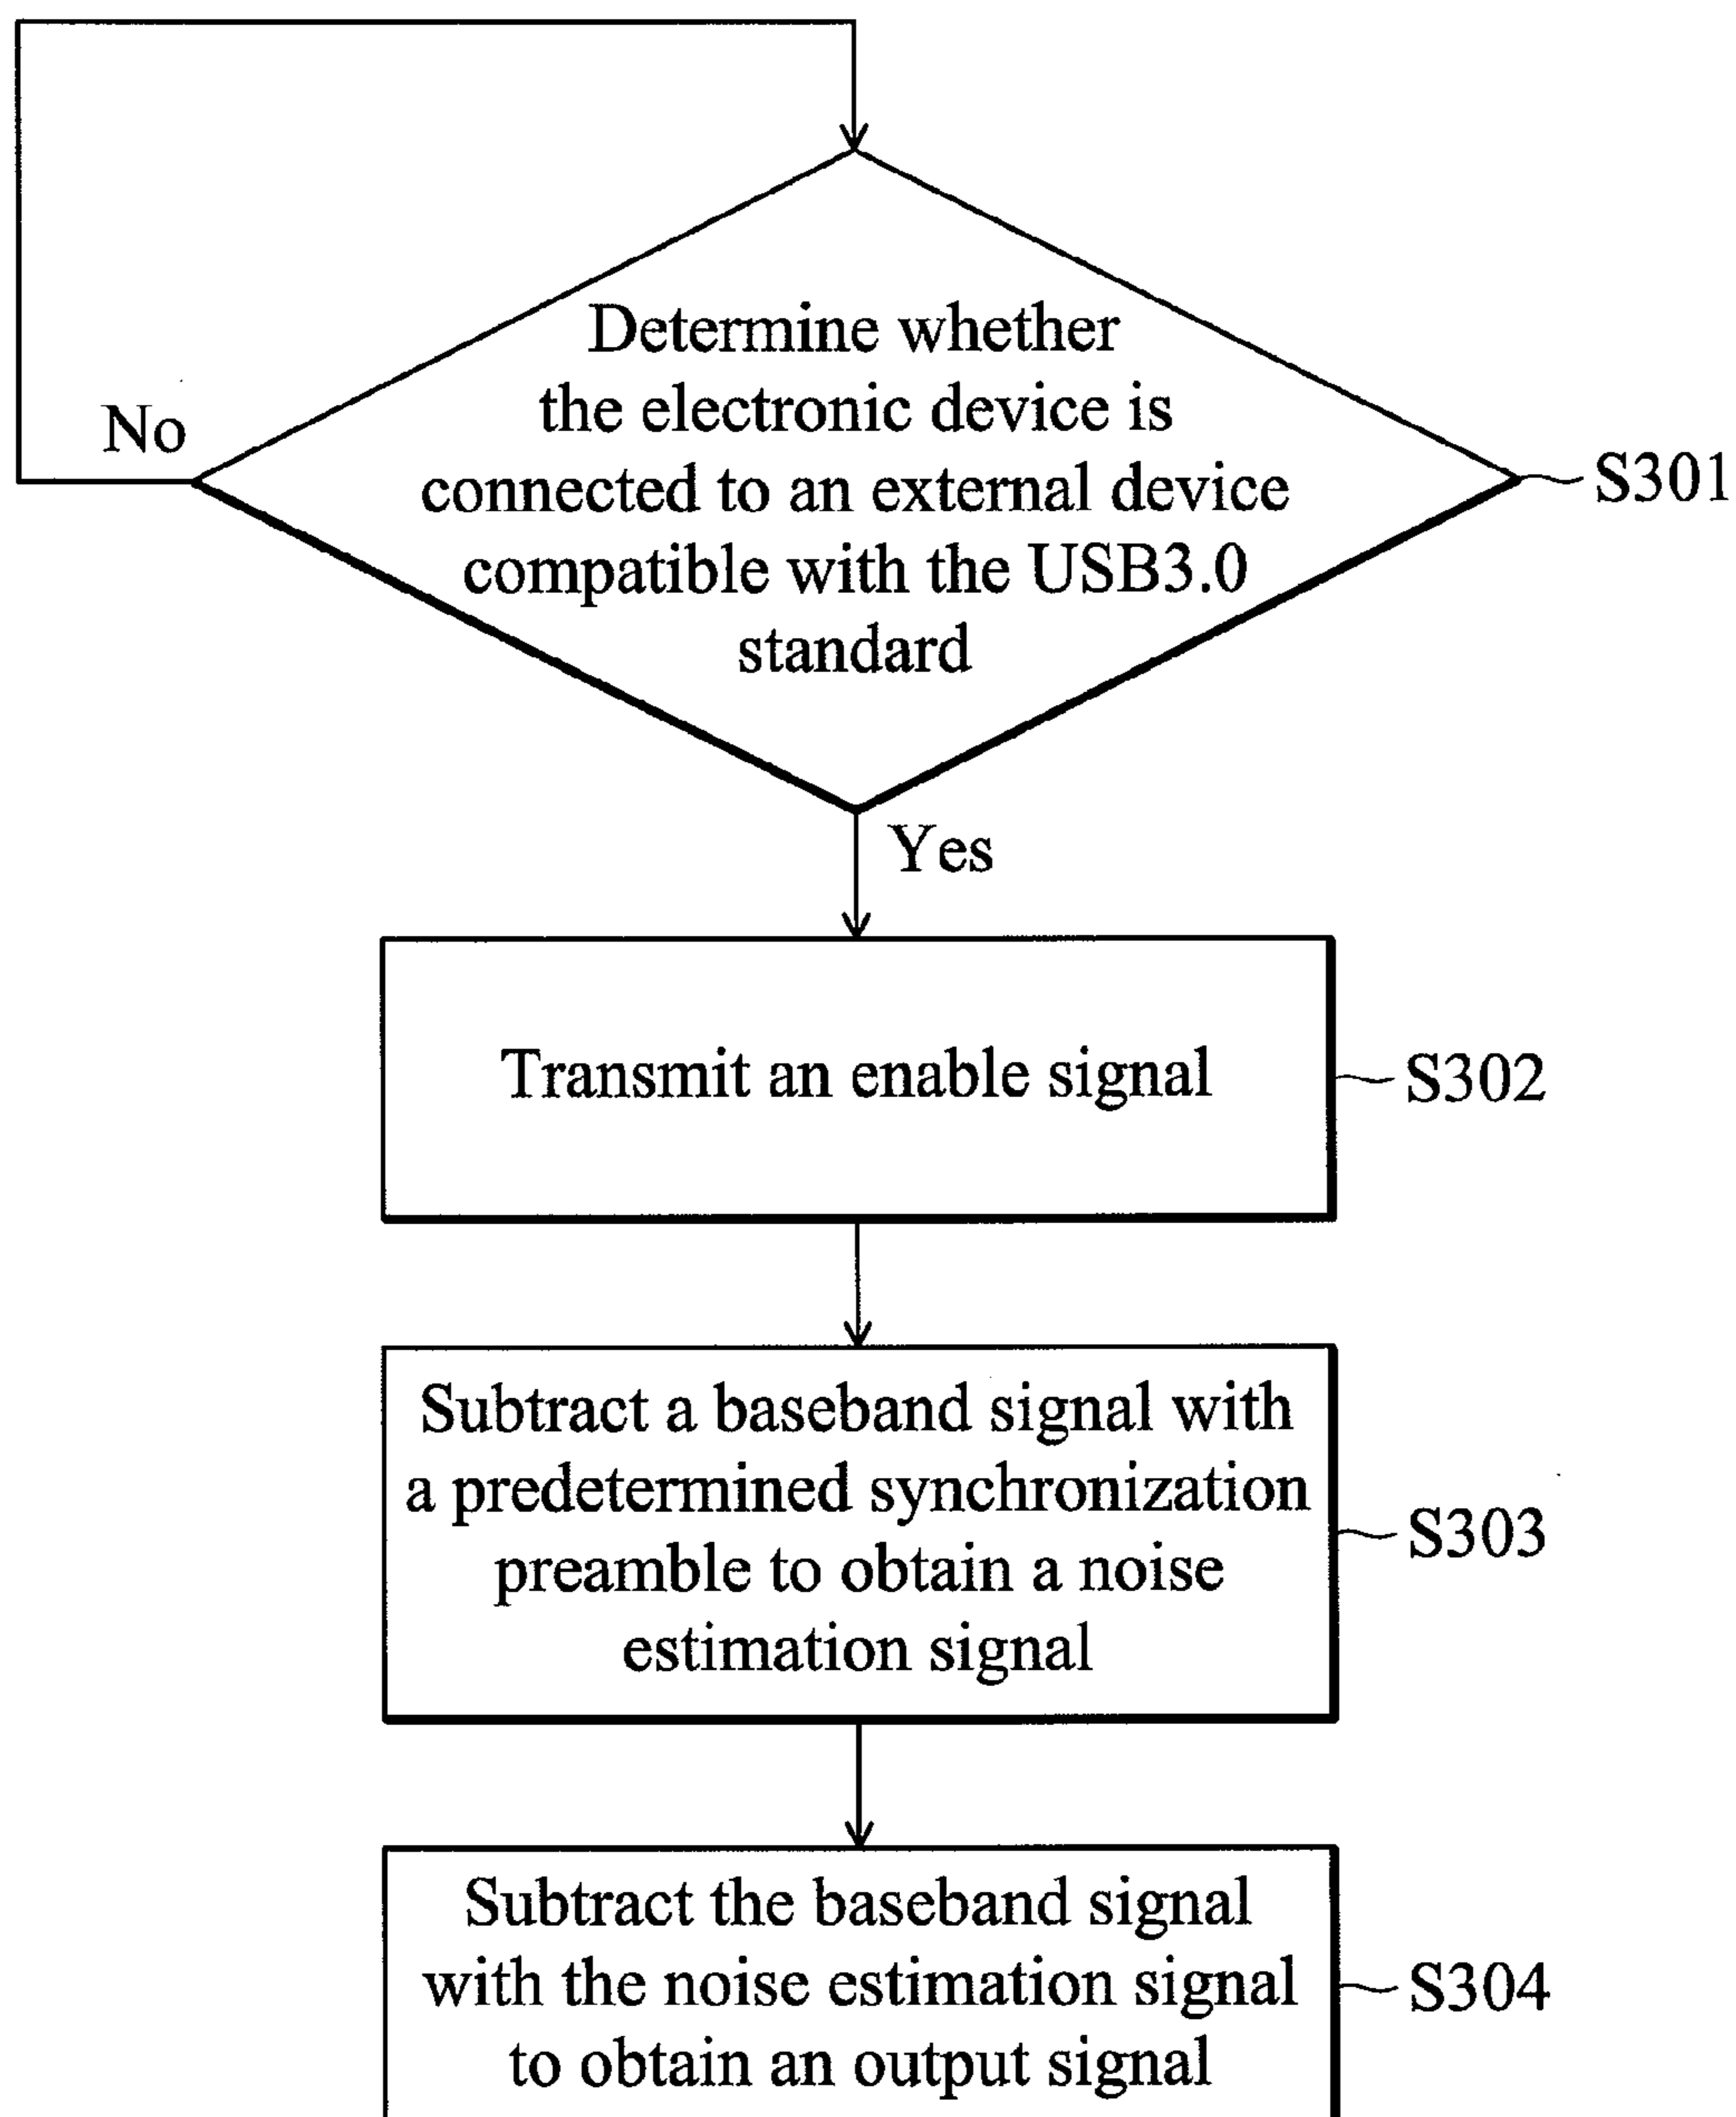 Determine whether
the electronic device is
connected to an external device
compatible with the USB3.0
standard
No
S301
Yes
Transmit an enable signal
S302
Subtract a baseband signal with
a predetermined synchronization
preamble to obtain a noise
estimation signal
S303
Subtract the baseband signal
with the noise estimation signal
to obtain an output signal
S304